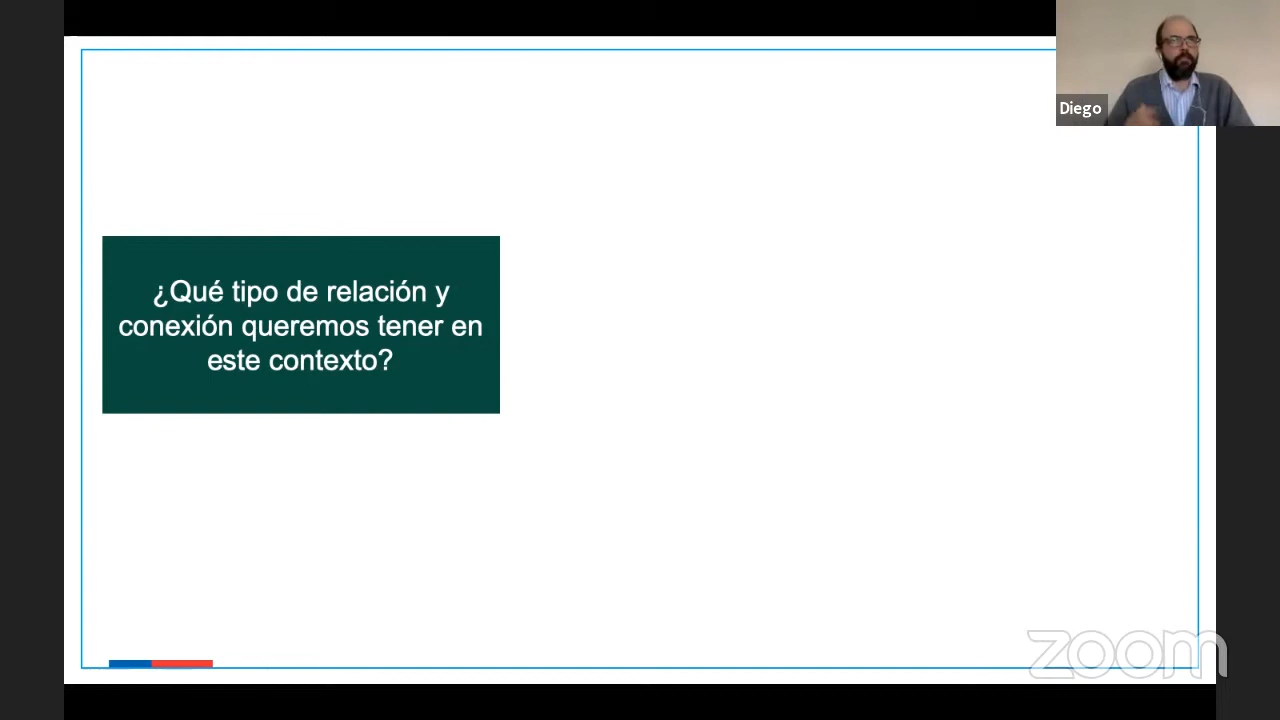 Diego
¿Qué tipo de relación y
conexión queremos tener en
este contexto?
zoom